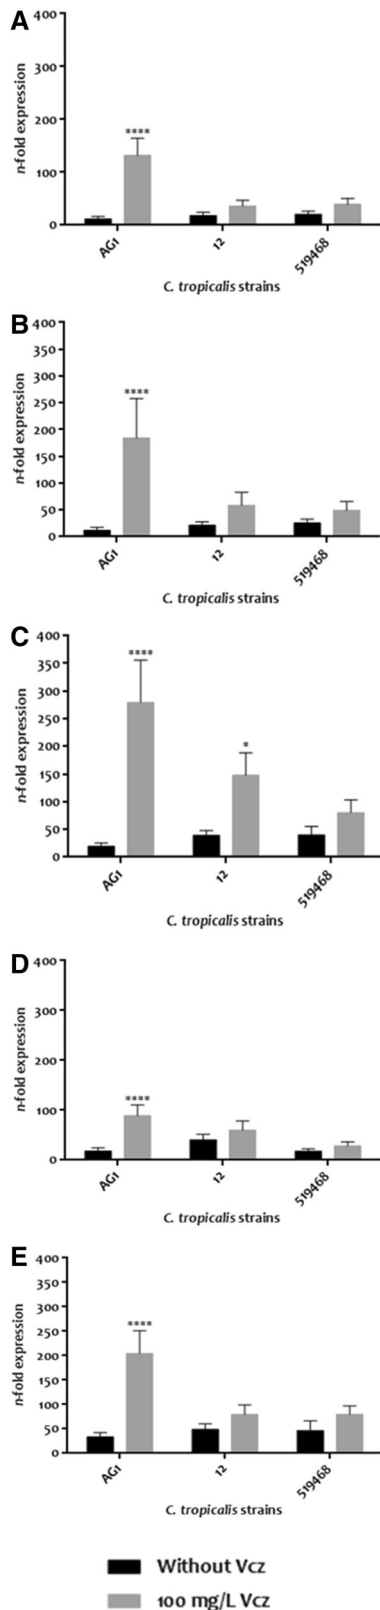 A
400
300
200
100
0
n-fold expression
****
AG1
12
519468
C. tropicalis strains
B
400
350
300
250
200
150
100
50
0
n-fold expression
****
AG1
12
519468
C. tropicalis strains
C
400
350
300
250
200
150
100
50
0
n-fold expression
****
*
AG1
12
519468
C. tropicalis strains
D
400
300
200
100
0
n-fold expression
****
AG1
12
519468
C. tropicalis strains
E
400
350
300
250
200
150
100
50
0
n-fold expression
****
AG1
12
519468
C. tropicalis strains
Without Vcz
100 mg/L Vcz